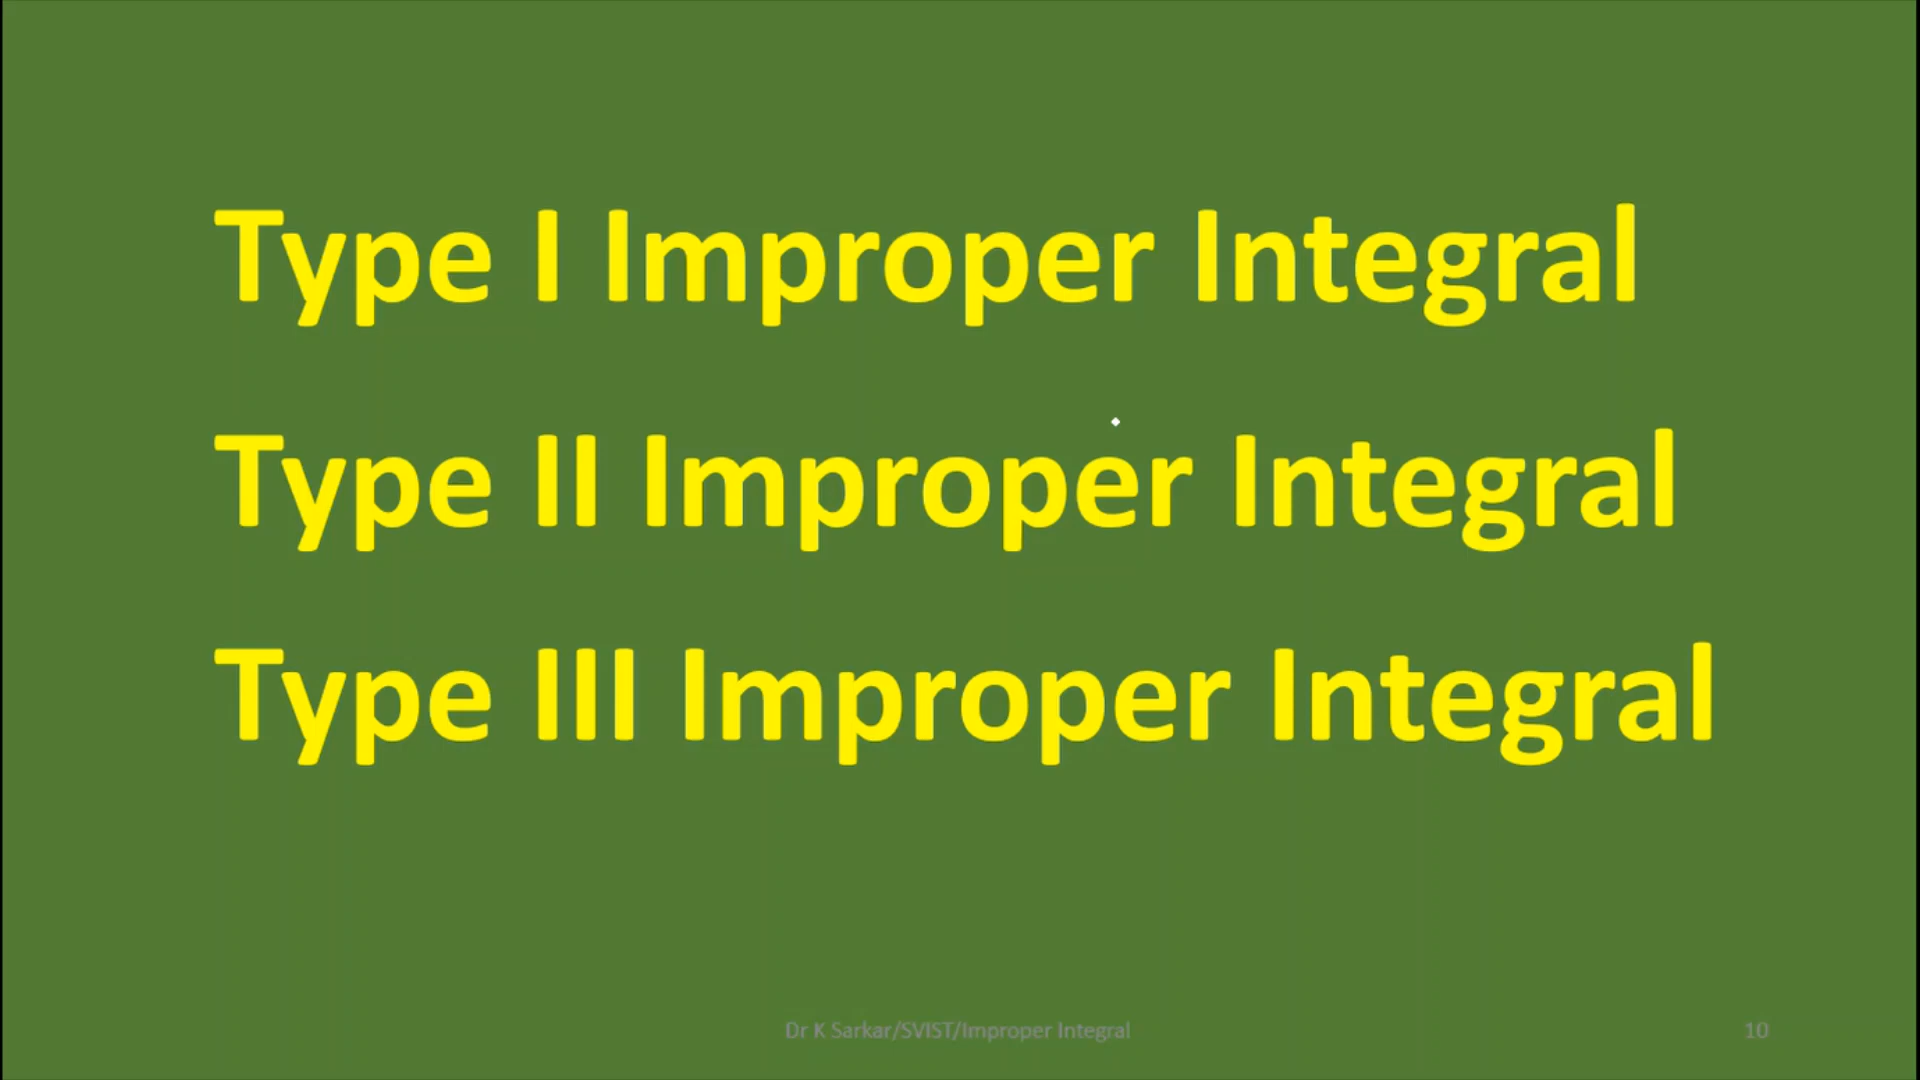 Type I Improper Integral
Type II Improper Integral
Type III Improper Integral
Dr K Sarkar/SVIST/Improper Integral
10